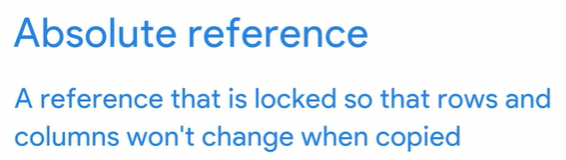 Absolute reference
A reference that is locked so that rows and
columns won't change when copied